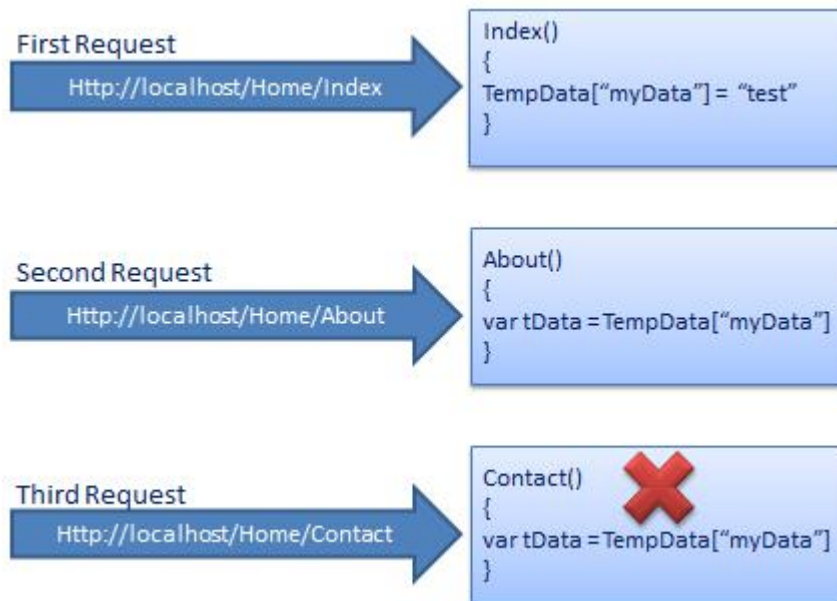 First Request
Http://localhost/Home/Index
Index()
{
TempData[“myData”] = “test”
}
Second Request
Http://localhost/Home/About
About()
{
var tData = TempData[“myData”]
}
Third Request
Http://localhost/Home/Contact
Contact()
{
var tData = TempData[“myData”]
}